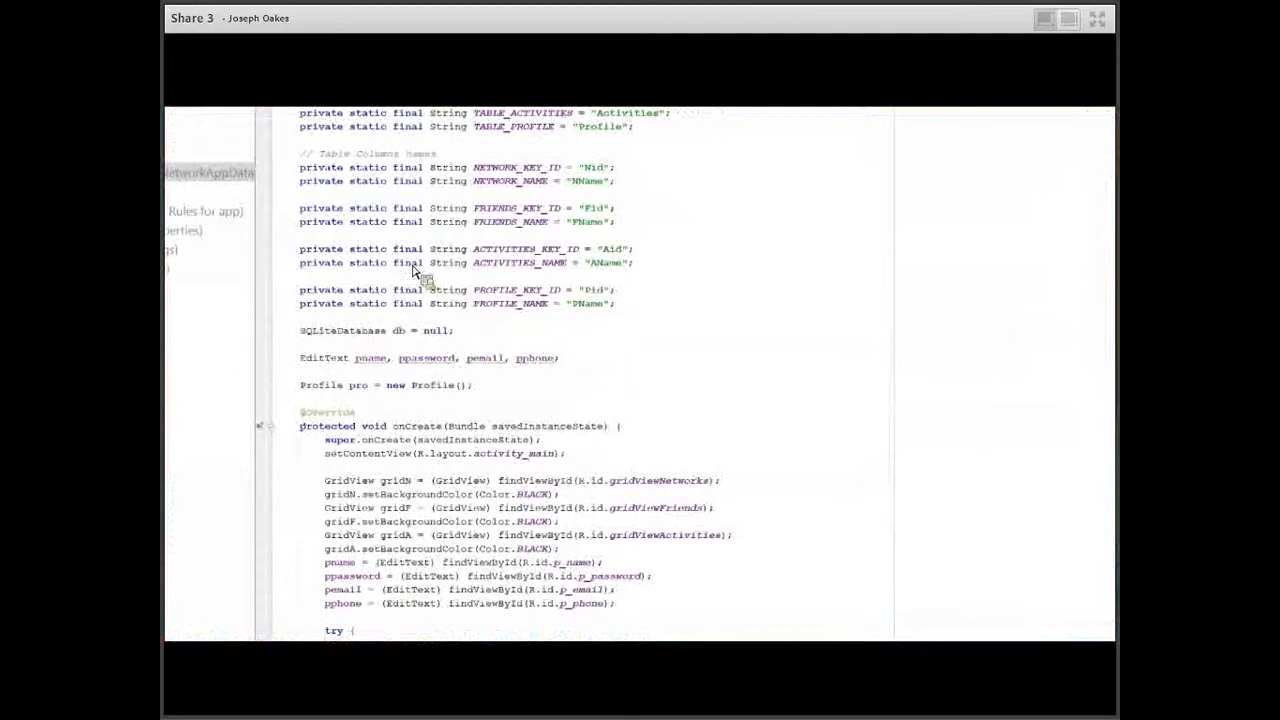 Share 3 - Joseph Oakes
private static final String TABLE_ACTIVITIES = "Activities";
private static final String TABLE_PROFILE = "Profile";
// Table Columns names
private static final String NETWORK_KEY_ID = "Nid";
etworkAppData
private static final String NETWORK_NAME = "NName";
Rules for app)
private static final String FRIENDS_KEY_ID = "Fid";
private static final String FRIENDS_NAME = "FName";
erties)
gs)
private static final String ACTIVITIES_KEY_ID = "Aid";
private static final String ACTIVITIES_NAME = "AName";
)
private static final String PROFILE_KEY_ID = "Pid";
private static final String PROFILE_NAME = "PName";
SQLiteDatabase db = null;
EditText pname, ppassword, pemail, pphone;
Profile pro = new Profile();
@Override
protected void onCreate(Bundle savedInstanceState) {
super.onCreate(savedInstanceState);
setContentView(R.layout.activity_main);
GridView gridN = (GridView) findViewById(R.id.gridViewNetworks);
gridN.setBackgroundColor(Color.BLACK);
GridView gridF = (GridView) findViewById(R.id.gridViewFriends);
gridF.setBackgroundColor(Color.BLACK);
GridView gridA = (GridView) findViewById(R.id.gridViewActivities);
gridA.setBackgroundColor(Color.BLACK);
pname = (EditText) findViewById(R.id.p_name);
ppassword = (EditText) findViewById(R.id.p_password);
pemail = (EditText) findViewById(R.id.p_email);
pphone = (EditText) findViewById(R.id.p_phone);
try {